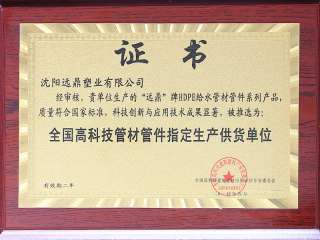 证书
沈阳远鼎塑业有限公司
经审核，贵单位生产的“远鼎”牌HDPE给水管材管件系列产品，
质量符合国家标准，科技创新与应用技术成果显著，被推选为：
全国高科技管材管件指定生产供货单位
有效期二年